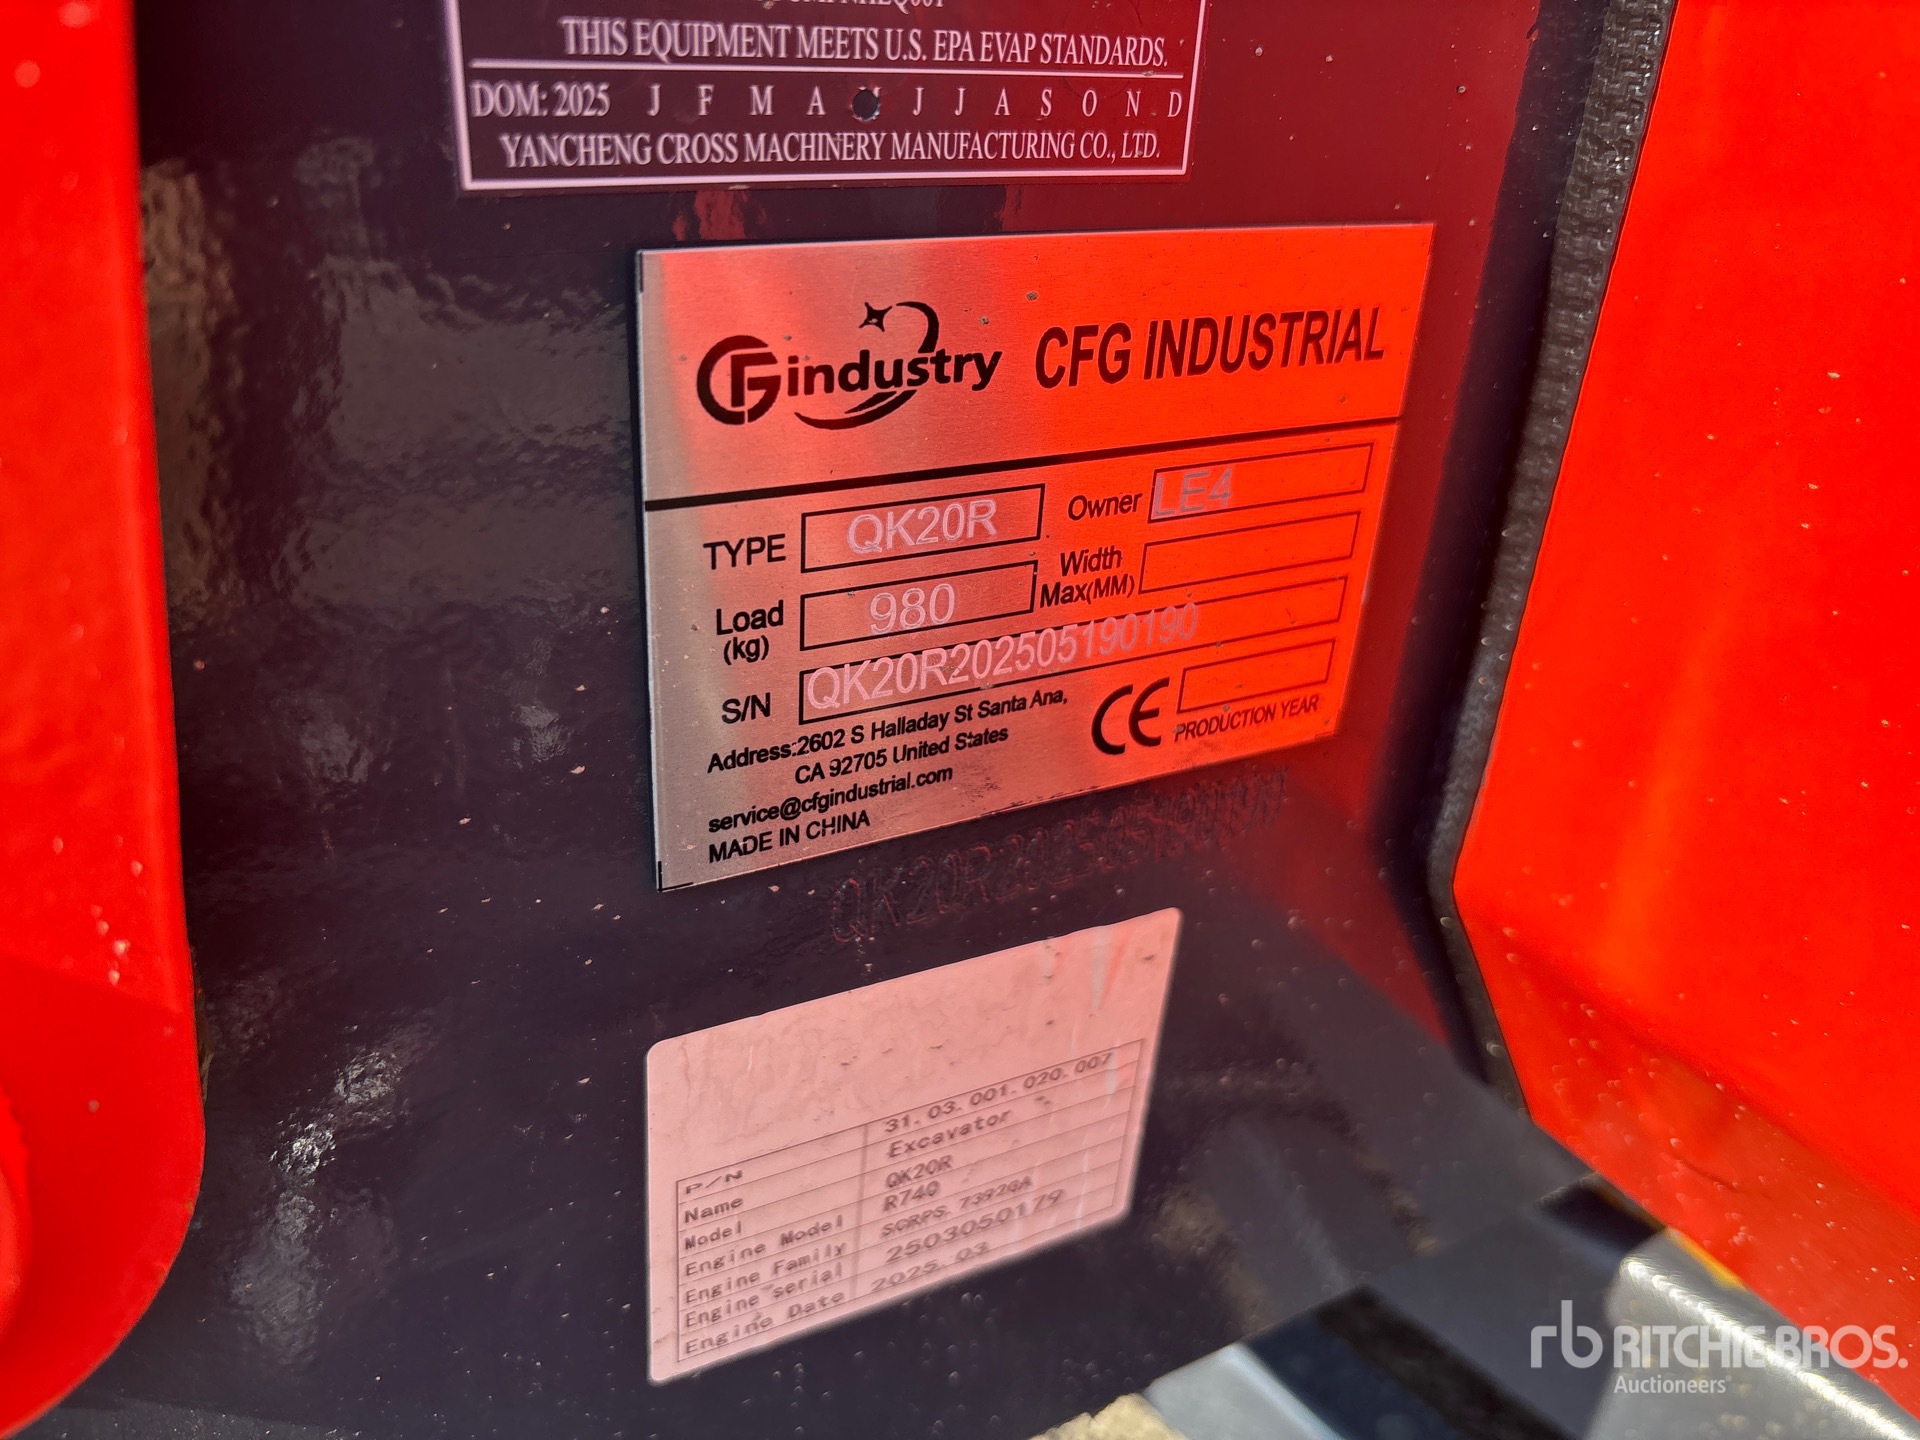 THIS EQUIPMENT MEETS U.S. EPA EVAP STANDARDS.
DOM: 2025 J F M A M J J A S O N D
YANCHENG CROSS MACHINERY MANUFACTURING CO., LTD.
GFindustry CFG INDUSTRIAL
TYPE QK20R Owner LE4
Load (kg) 980 Width Max(MM)
S/N QK20R202505190190
Address:2602 S Halladay St Santa Ana,
CA 92705 United States
service@cfgindustrial.com
MADE IN CHINA
CE PRODUCTION YEAR
P/N 31.03.001.020.007
Name Excavator
Model QK20R
Engine Model R740
Engine Family SCRPS.7392GA
Engine serial 2503050179
Engine Date 2025.03
rb RITCHIE BROS.
Auctioneers